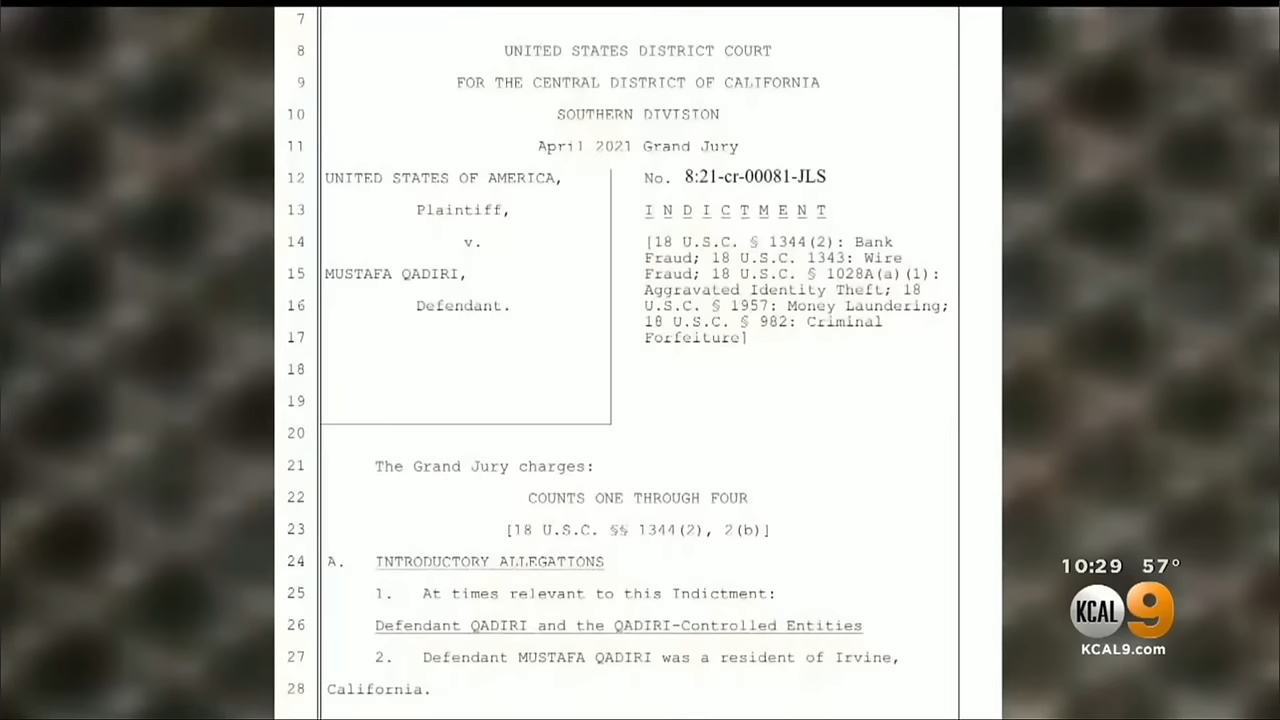 7
8 UNITED STATES DISTRICT COURT
9 FOR THE CENTRAL DISTRICT OF CALIFORNIA
10 SOUTHERN DIVISION
11 April 2021 Grand Jury
12 UNITED STATES OF AMERICA,
13 Plaintiff,
14 v.
15 MUSTAFA QADIRI,
16 Defendant.
17
18
19
No. 8:21-cr-00081-JLS
I N D I C T M E N T
[18 U.S.C. § 1344(2): Bank
Fraud; 18 U.S.C. 1343: Wire
Fraud; 18 U.S.C. § 1028A(a)(1):
Aggravated Identity Theft; 18
U.S.C. § 1957: Money Laundering;
18 U.S.C. § 982: Criminal
Forfeiture]
20
21 The Grand Jury charges:
22 COUNTS ONE THROUGH FOUR
23 [18 U.S.C. §§ 1344(2), 2(b)]
24 A. INTRODUCTORY ALLEGATIONS
25 1. At times relevant to this Indictment:
26 Defendant QADIRI and the QADIRI-Controlled Entities
27 2. Defendant MUSTAFA QADIRI was a resident of Irvine,
28 California.
10:29 57°
KCAL 9
KCAL9.com